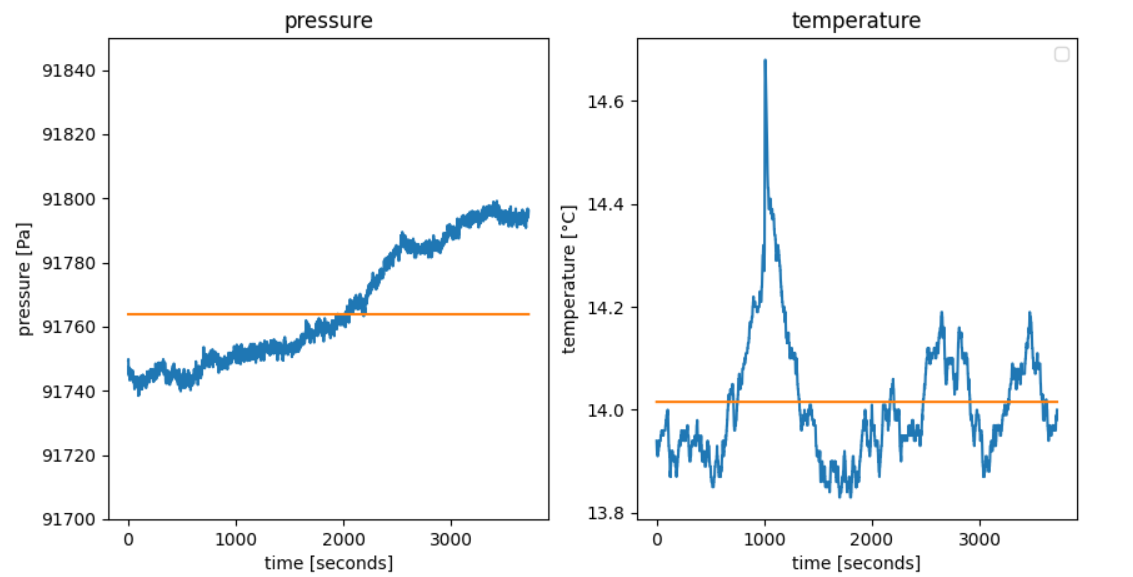 pressure
pressure [Pa]
91840
91820
91800
91780
91760
91740
91720
91700
0 1000 2000 3000
time [seconds]
temperature
temperature [°C]
14.6
14.4
14.2
14.0
13.8
0 1000 2000 3000
time [seconds]